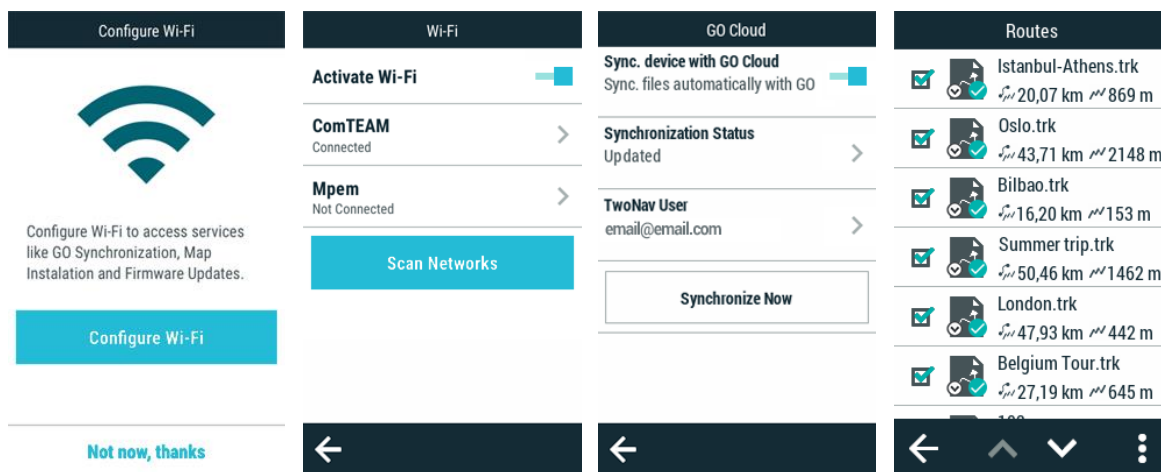 Configure Wi-Fi
Configure Wi-Fi to access services
like GO Synchronization, Map
Instalation and Firmware Updates.
Configure Wi-Fi
Not now, thanks
Wi-Fi
Activate Wi-Fi
ComTEAM
Connected
Mpem
Not Connected
Scan Networks
GO Cloud
Sync. device with GO Cloud
Sync. files automatically with GO
Synchronization Status
Updated
TwoNav User
email@email.com
Synchronize Now
Routes
Istanbul-Athens.trk
20,07 km 869 m
Oslo.trk
43,71 km 2148 m
Bilbao.trk
16,20 km 153 m
Summer trip.trk
50,46 km 1462 m
London.trk
47,93 km 442 m
Belgium Tour.trk
27,19 km 645 m